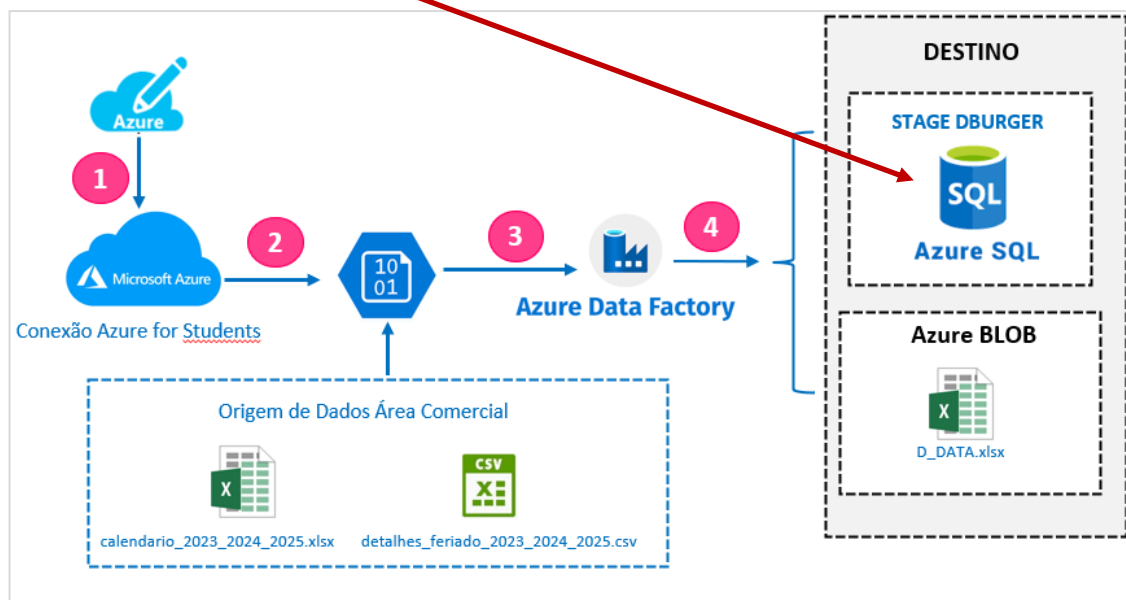 DESTINO
STAGE DBURGER
SQL
Azure SQL
Azure
1
2
3
4
Microsoft Azure
Conexão Azure for Students
10
01
Azure Data Factory
Azure BLOB
X
D_DATA.xlsx
Origem de Dados Área Comercial
X
CSV
X
calendario_2023_2024_2025.xlsx
detalhes_feriado_2023_2024_2025.csv